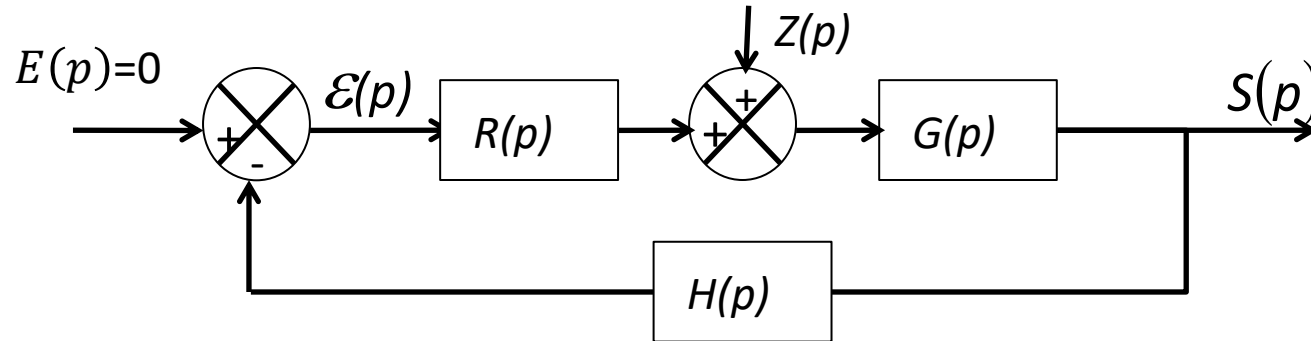 Z(p)
E(p)=0
ε(p)
S(p)
+
+
+
-
R(p)
G(p)
H(p)